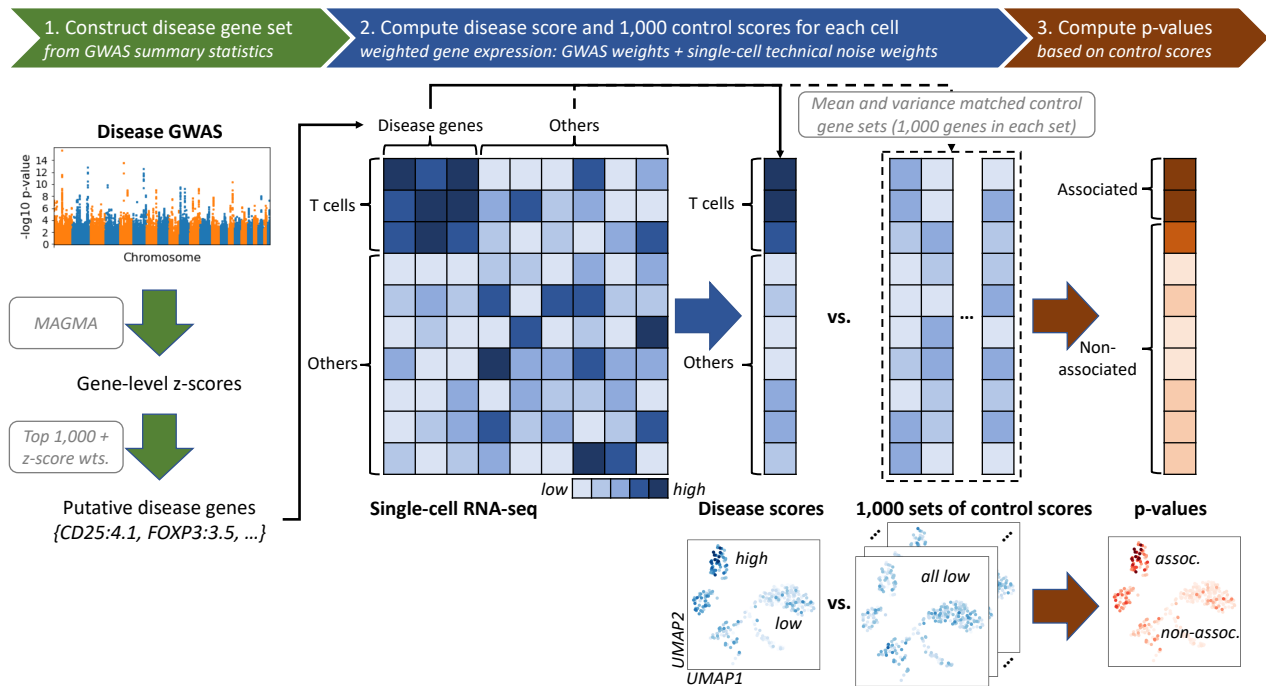 1. Construct disease gene set
from GWAS summary statistics
2. Compute disease score and 1,000 control scores for each cell
weighted gene expression: GWAS weights + single-cell technical noise weights
3. Compute p-values
based on control scores
Disease GWAS
-log10 p-value
14
12
10
8
6
4
2
0
Chromosome
MAGMA
Gene-level z-scores
Top 1,000 +
z-score wts.
Putative disease genes
{CD25:4.1, FOXP3:3.5, ...}
Disease genes
Others
T cells
Others
low
high
Single-cell RNA-seq
T cells
Others
Disease scores
vs.
Mean and variance matched control
gene sets (1,000 genes in each set)
...
1,000 sets of control scores
Associated
Non-
associated
p-values
high
low
UMAP2
UMAP1
vs.
...
...
all low
...
...
assoc.
non-assoc.